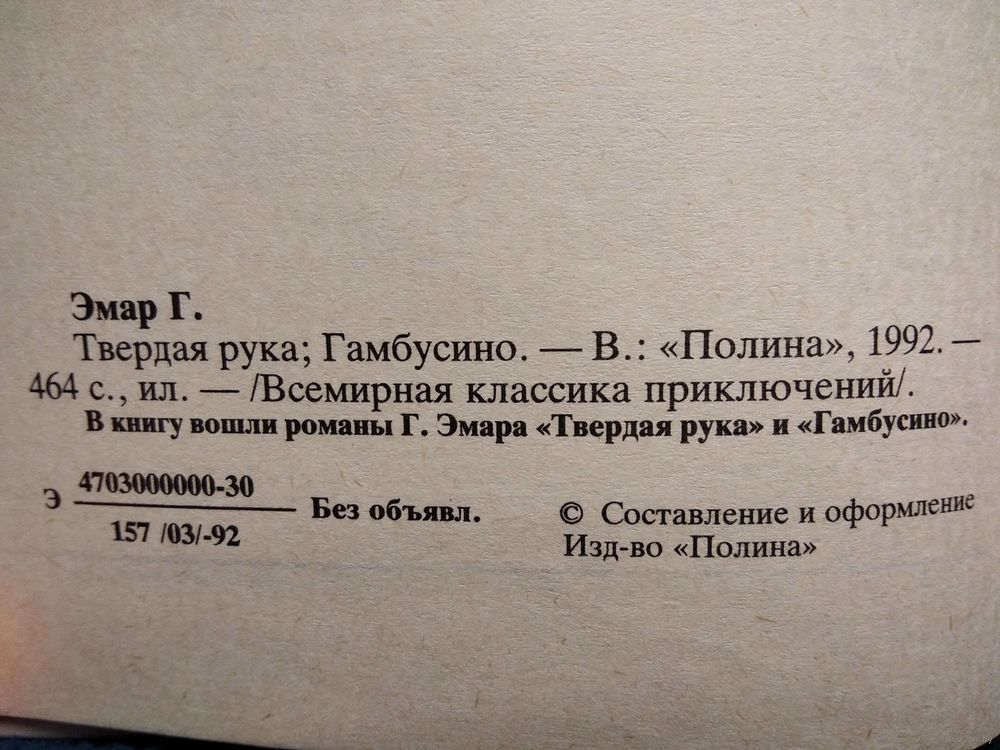 Эмар Г.
Твердая рука; Гамбусино. — В.: «Полина», 1992. —
464 с., ил. — /Всемирная классика приключений/.
В книгу вошли романы Г. Эмара «Твердая рука» и «Гамбусино».
Э 4703000000-30
157 /03/-92
Без объявл.
© Составление и оформление
Изд-во «Полина»